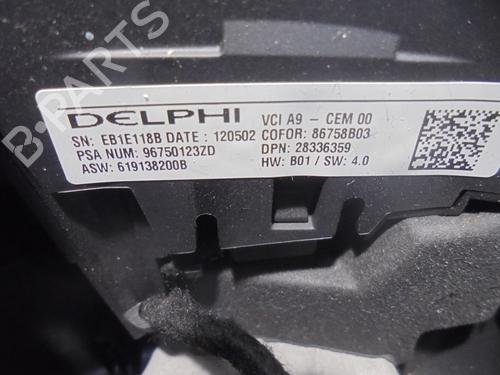 B-PARTS
DELPHI VCI A9 - CEM 00
SN: EB1E118B DATE : 120502 COFOR: 86758B03
PSA NUM: 96750123ZD DPN: 28336359
ASW: 619138200B HW: B01 / SW: 4.0